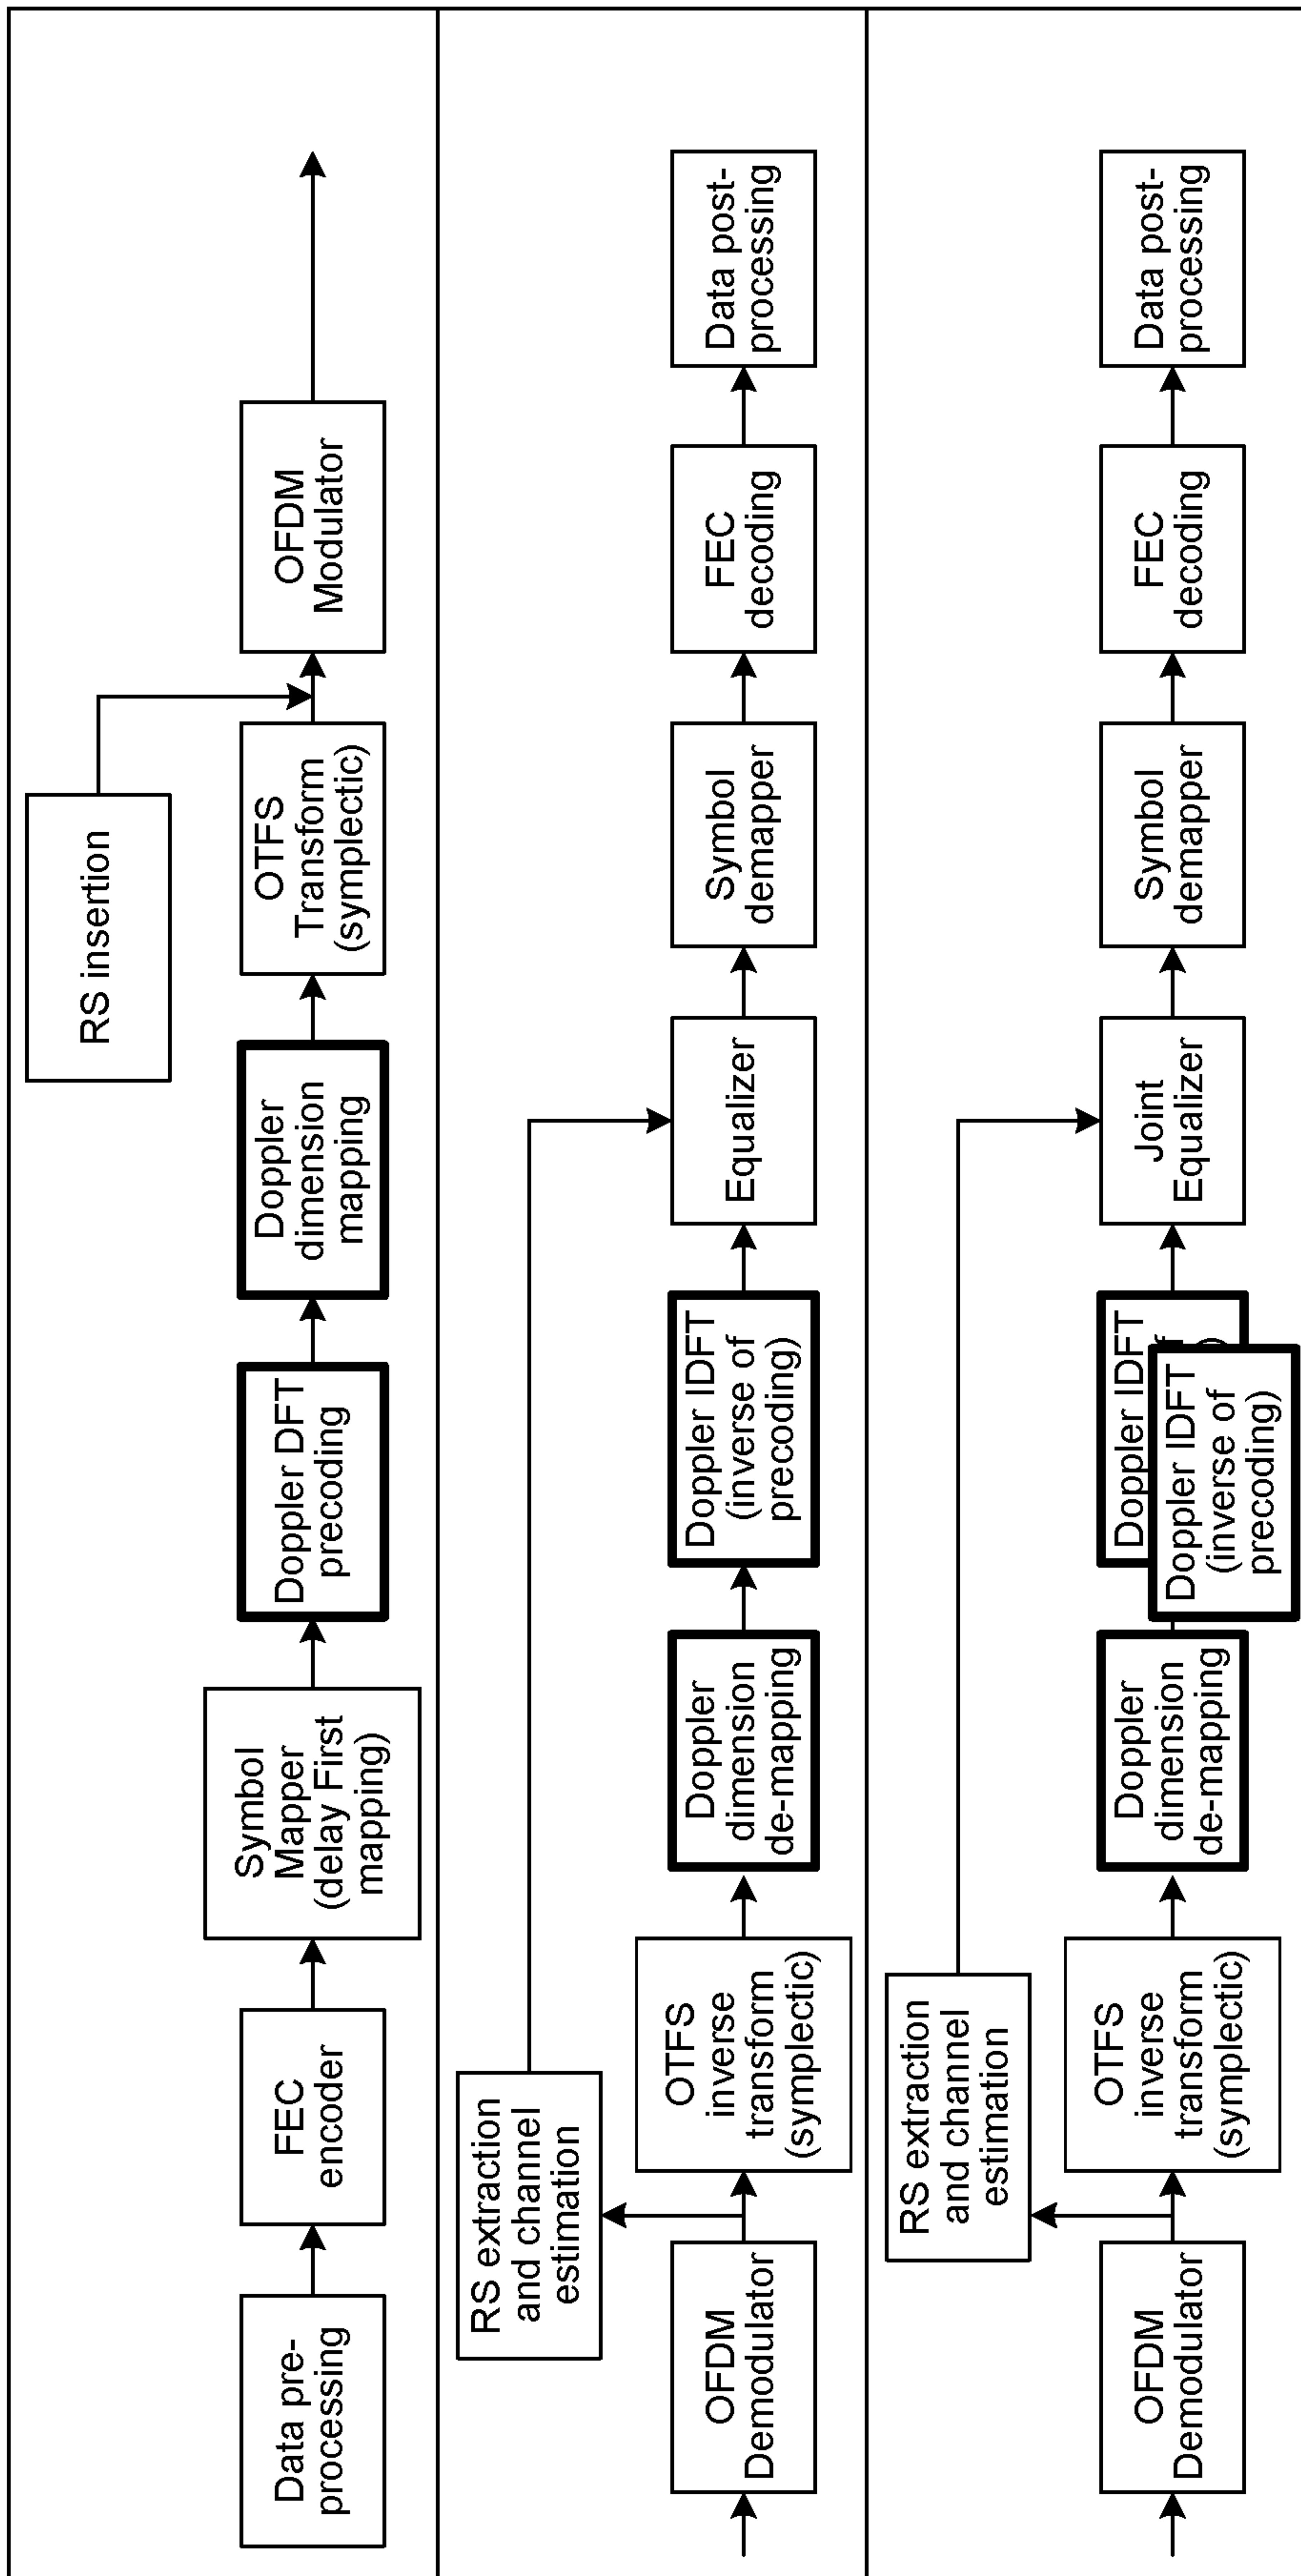 RS insertion
Data pre-
processing
FEC
encoder
Symbol
Mapper
(delay First
mapping)
Doppler DFT
precoding
Doppler
dimension
mapping
OTFS
Transform
(symplectic)
OFDM
Modulator
RS extraction
and channel
estimation
OFDM
Demodulator
OTFS
inverse
transform
(symplectic)
Doppler
dimension
de-mapping
Doppler IDFT
(inverse of
precoding)
Equalizer
Symbol
demapper
FEC
decoding
Data post-
processing
RS extraction
and channel
estimation
OFDM
Demodulator
OTFS
inverse
transform
(symplectic)
Doppler
dimension
de-mapping
Doppler IDFT
Doppler IDFT
(inverse of
precoding)
Joint
Equalizer
Symbol
demapper
FEC
decoding
Data post-
processing